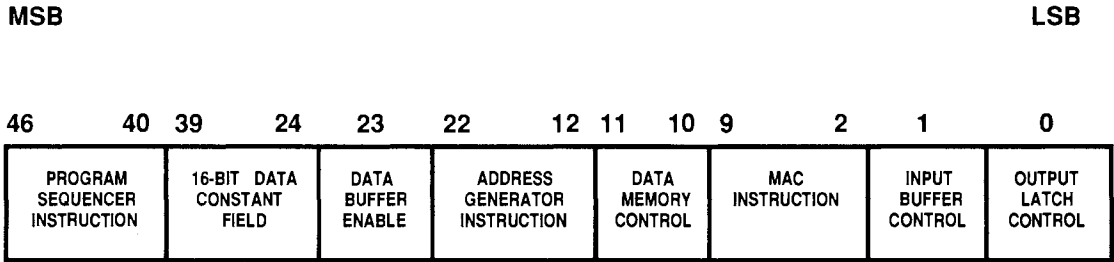 MSB LSB
46 40 39 24 23 22 12 11 10 9 2 1 0
PROGRAM
SEQUENCER
INSTRUCTION
16-BIT DATA
CONSTANT
FIELD
DATA
BUFFER
ENABLE
ADDRESS
GENERATOR
INSTRUCTION
DATA
MEMORY
CONTROL
MAC
INSTRUCTION
INPUT
BUFFER
CONTROL
OUTPUT
LATCH
CONTROL